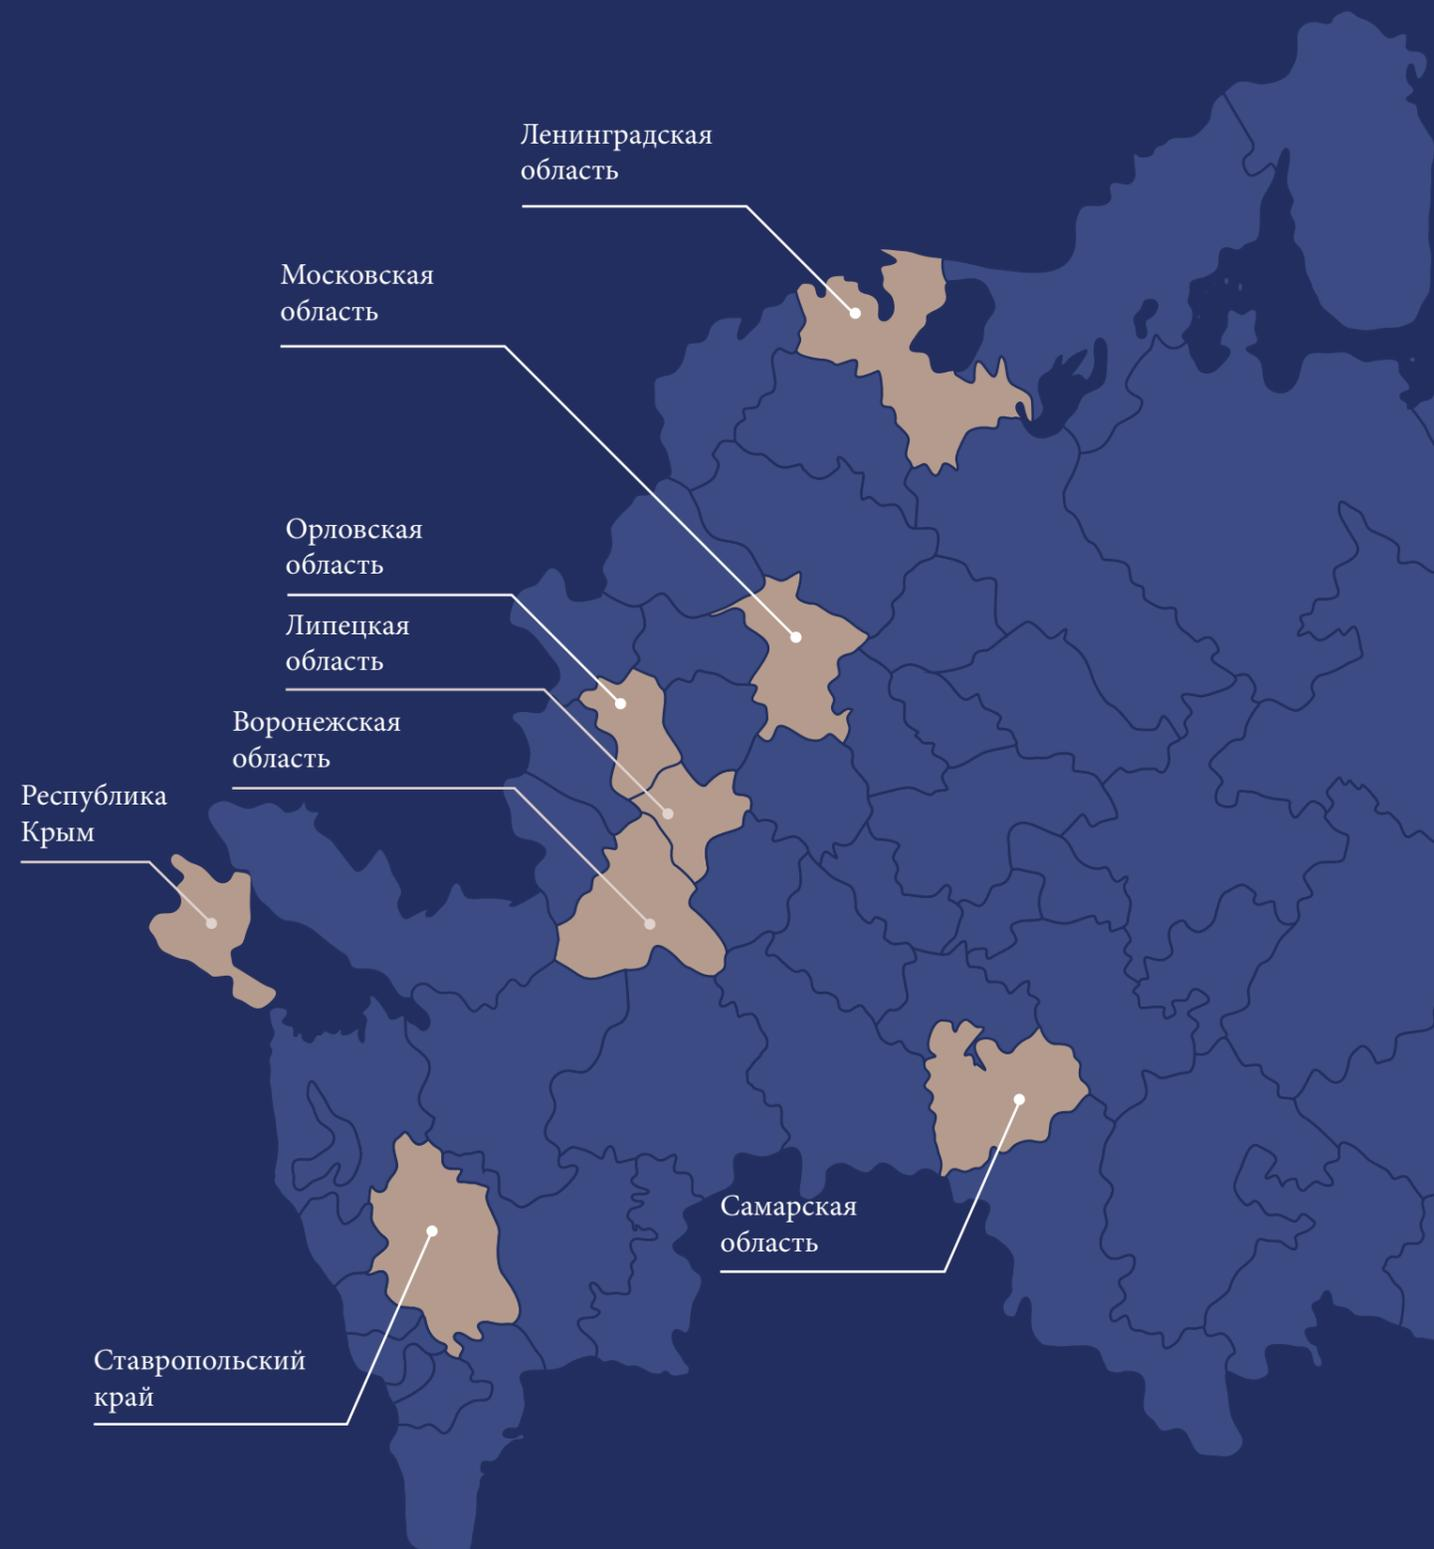 Ленинградская
область
Московская
область
Орловская
область
Липецкая
область
Воронежская
область
Республика
Крым
Самарская
область
Ставропольский
край